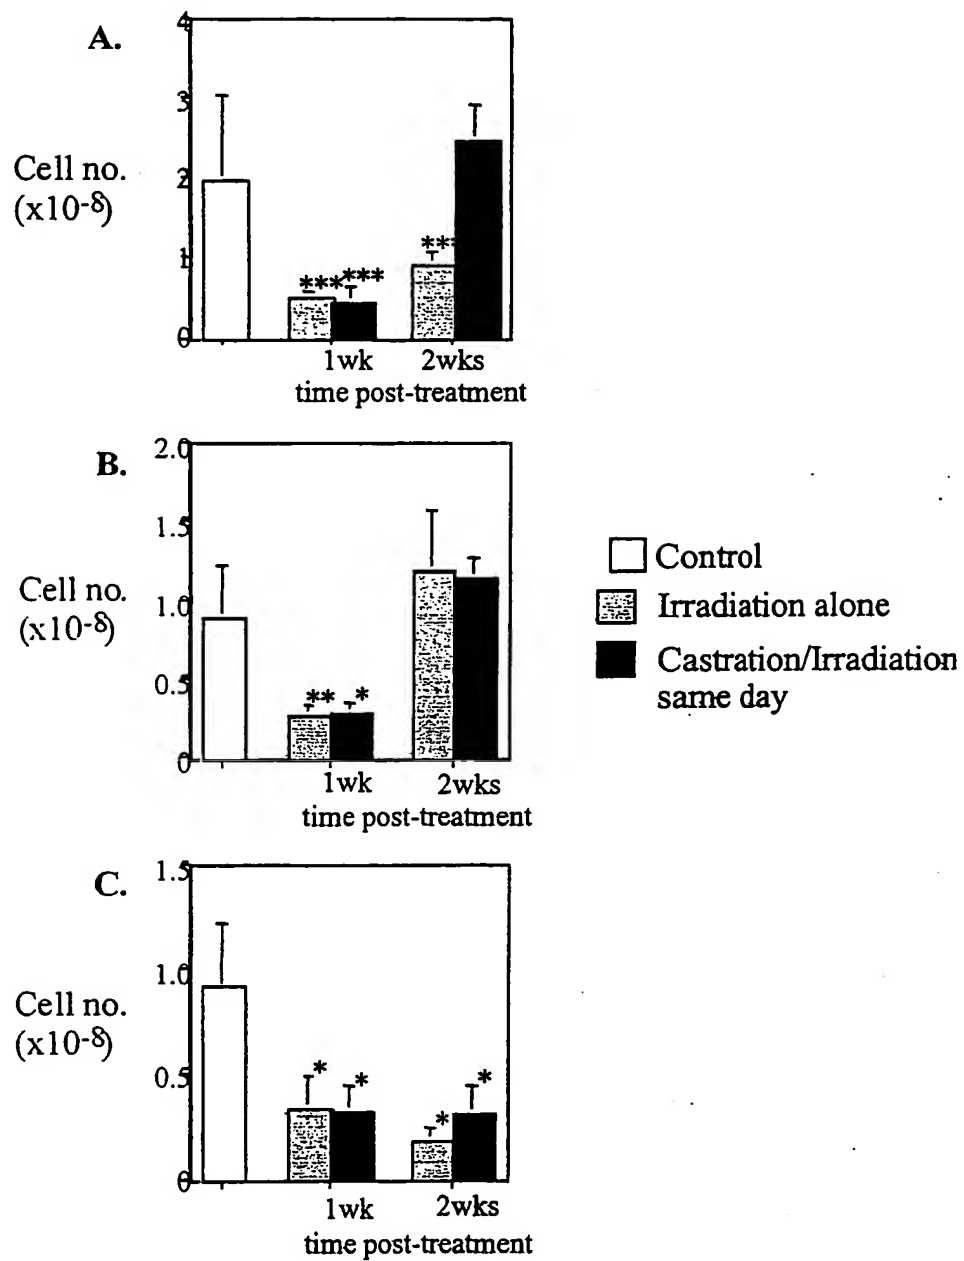 A.
Cell no.
(x10-8)
4
3
2
1
0
***
***
***
1wk 2wks
time post-treatment
B.
Cell no.
(x10-8)
2.0
1.5
1.0
0.5
0
**
*
1wk 2wks
time post-treatment
Control
Irradiation alone
Castration/Irradiation
same day
C.
Cell no.
(x10-8)
1.5
1.0
0.5
0
*
*
*
*
1wk 2wks
time post-treatment